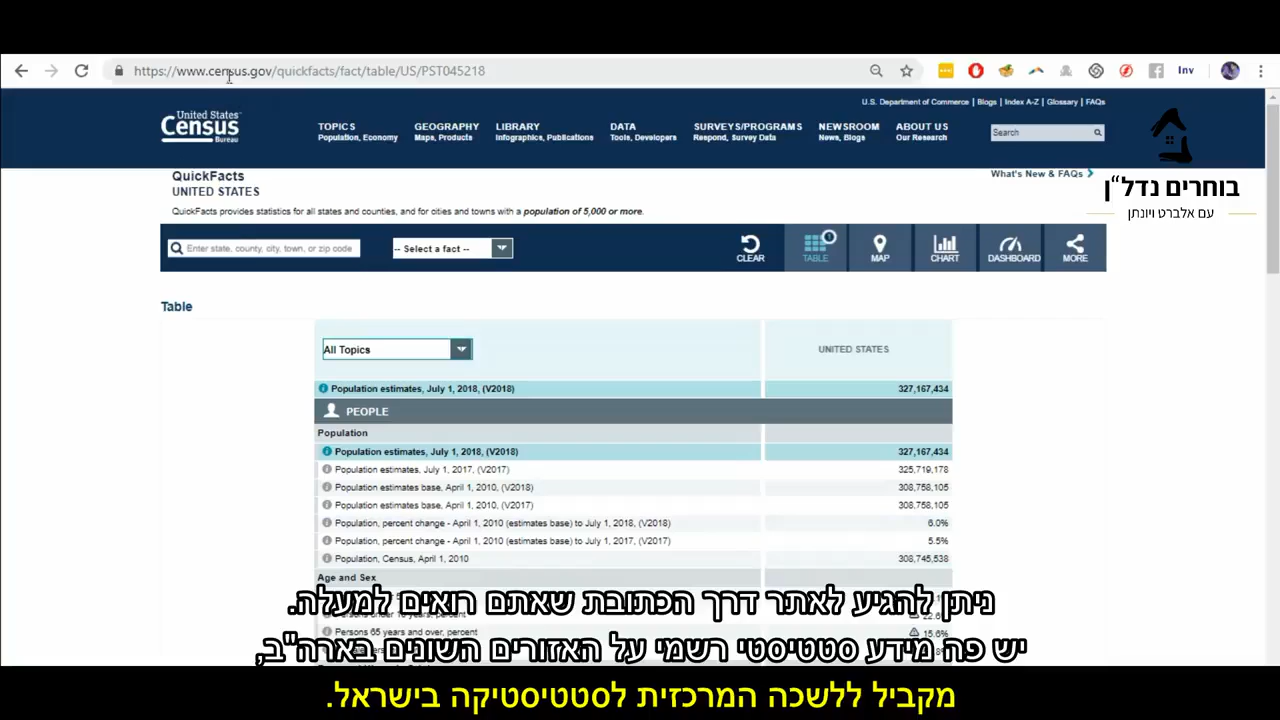 https://www.census.gov/quickfacts/fact/table/US/PST045218
Inv
U.S. Department of Commerce | Blogs | Index A-Z | Glossary | FAQs
United States™
Census
Bureau
TOPICS
Population, Economy
GEOGRAPHY
Maps, Products
LIBRARY
Infographics, Publications
DATA
Tools, Developers
SURVEYS/PROGRAMS
Respond, Survey Data
NEWSROOM
News, Blogs
ABOUT US
Our Research
Search
QuickFacts
UNITED STATES
What's New & FAQs
QuickFacts provides statistics for all states and counties, and for cities and towns with a population of 5,000 or more.
בוחרים נדל"ן
עם אלברט ויונתן
Enter state, county, city, town, or zip code
-- Select a fact --
CLEAR
TABLE
MAP
CHART
DASHBOARD
MORE
Table
All Topics
UNITED STATES
Population estimates, July 1, 2018, (V2018) 327,167,434
PEOPLE
Population
Population estimates, July 1, 2018, (V2018) 327,167,434
Population estimates, July 1, 2017, (V2017) 325,719,178
Population estimates base, April 1, 2010, (V2018) 308,758,105
Population estimates base, April 1, 2010, (V2017) 308,758,105
Population, percent change - April 1, 2010 (estimates base) to July 1, 2018, (V2018) 6.0%
Population, percent change - April 1, 2010 (estimates base) to July 1, 2017, (V2017) 5.5%
Population, Census, April 1, 2010 308,745,538
Age and Sex
ניתן להגיע לאתר דרך הכתובת שאתם רואים למעלה.
Persons 65 years and over, percent 15.6%
יש פה מידע סטטיסטי רשמי על האזורים השונים בארה"ב,
מקביל ללשכה המרכזית לסטטיסטיקה בישראל.